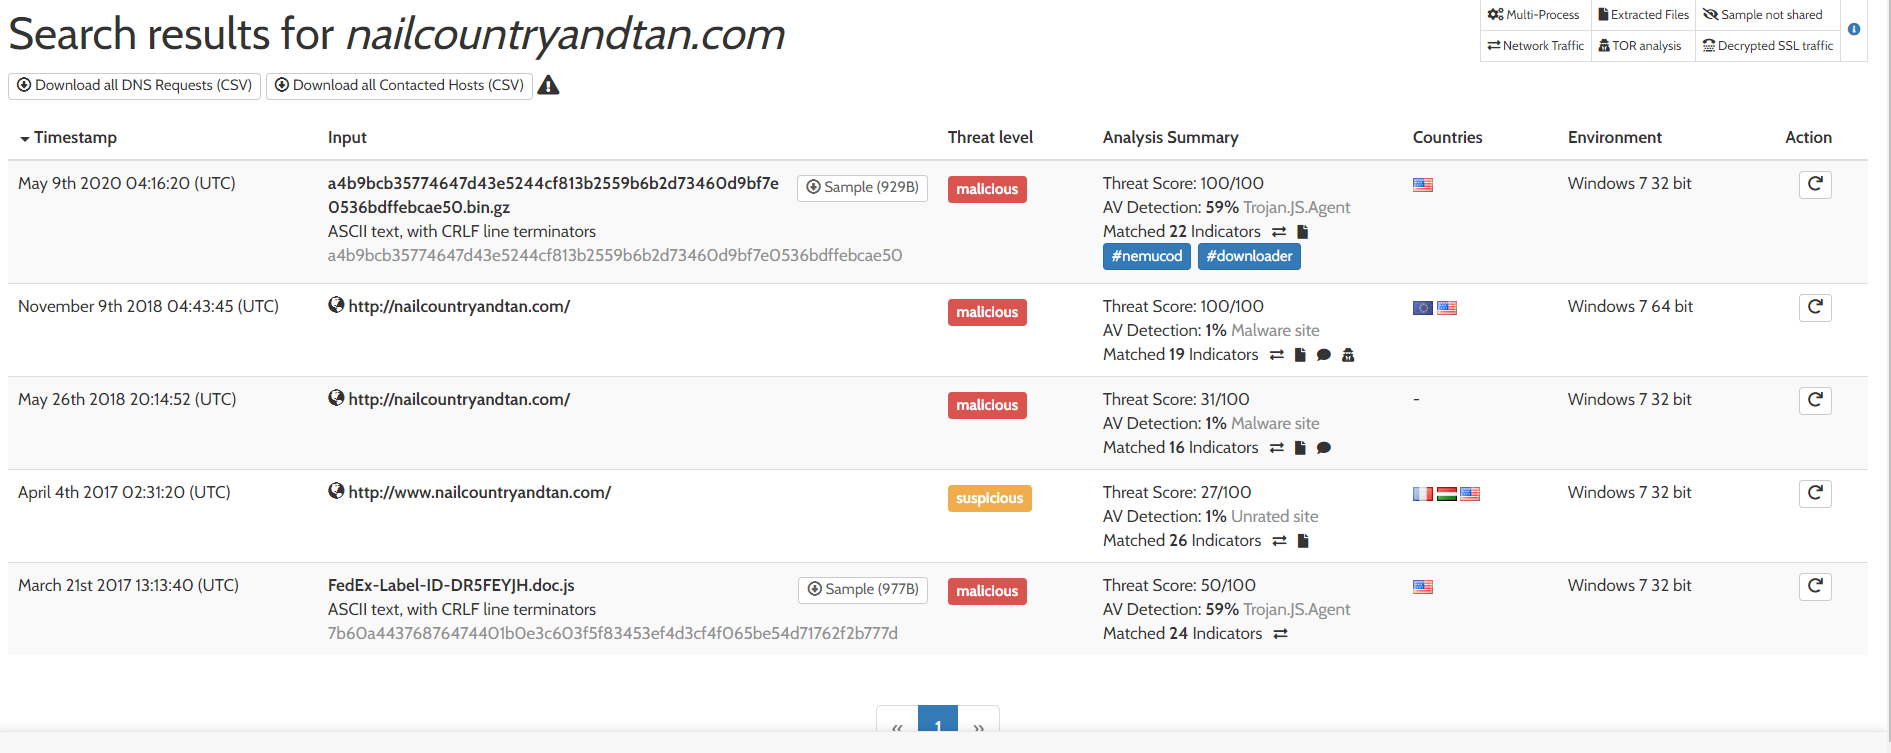 Search results for nailcountryandtan.com
Multi-Process Extracted Files Sample not shared
Network Traffic TOR analysis Decrypted SSL traffic
Download all DNS Requests (CSV) Download all Contacted Hosts (CSV)
Timestamp Input Threat level Analysis Summary Countries Environment Action
May 9th 2020 04:16:20 (UTC)
a4b9bcb35774647d43e5244cf813b2559b6b2d73460d9bf7e
0536bdffebcae50.bin.gz
ASCII text, with CRLF line terminators
a4b9bcb35774647d43e5244cf813b2559b6b2d73460d9bf7e0536bdffebcae50
Sample (929B)
malicious
Threat Score: 100/100
AV Detection: 59% Trojan.JS.Agent
Matched 22 Indicators
#nemucod #downloader
Windows 7 32 bit
November 9th 2018 04:43:45 (UTC)
http://nailcountryandtan.com/
malicious
Threat Score: 100/100
AV Detection: 1% Malware site
Matched 19 Indicators
Windows 7 64 bit
May 26th 2018 20:14:52 (UTC)
http://nailcountryandtan.com/
malicious
Threat Score: 31/100
AV Detection: 1% Malware site
Matched 16 Indicators
-
Windows 7 32 bit
April 4th 2017 02:31:20 (UTC)
http://www.nailcountryandtan.com/
suspicious
Threat Score: 27/100
AV Detection: 1% Unrated site
Matched 26 Indicators
Windows 7 32 bit
March 21st 2017 13:13:40 (UTC)
FedEx-Label-ID-DR5FEYJH.doc.js
ASCII text, with CRLF line terminators
7b60a44376876474401b0e3c603f5f83453ef4d3cf4f065be54d71762f2b777d
Sample (977B)
malicious
Threat Score: 50/100
AV Detection: 59% Trojan.JS.Agent
Matched 24 Indicators
Windows 7 32 bit
« 1 »